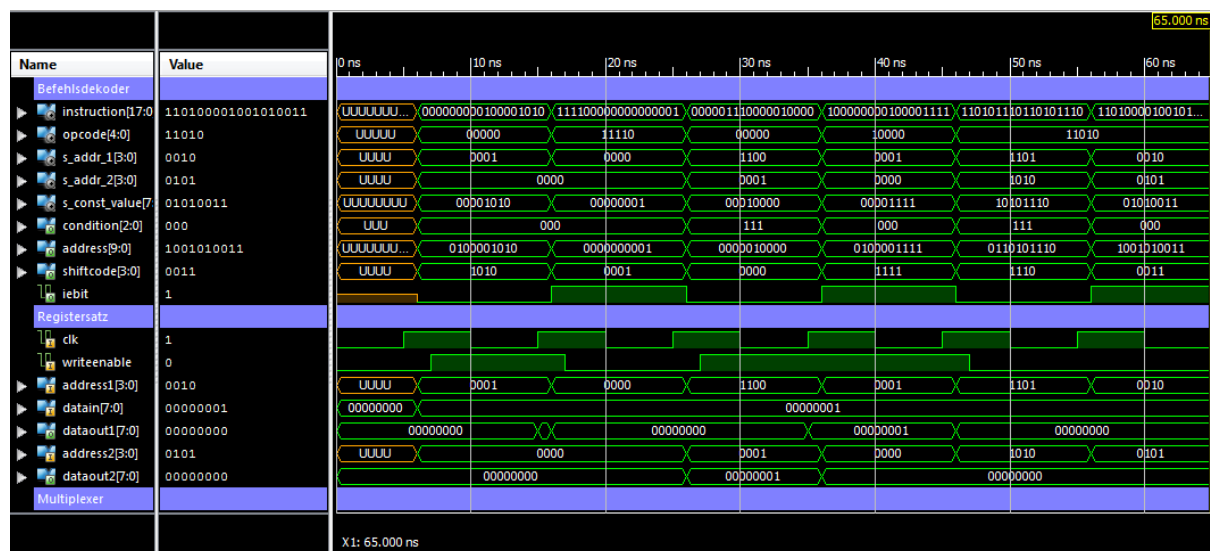 65.000 ns
Name Value 0 ns 10 ns 20 ns 30 ns 40 ns 50 ns 60 ns
Befehlsdekoder
instruction[17:0 110100001001010011 UUUUUUU... 000000000100001010 111100000000000001 000001110000010000 100000000100001111 110101110110101110 11010000100101...
opcode[4:0] 11010 UUUUU 00000 11110 00000 10000 11010
s_addr_1[3:0] 0010 UUUU 0001 0000 1100 0001 1101 0010
s_addr_2[3:0] 0101 UUUU 0000 0001 0000 1010 0101
s_const_value[7: 01010011 UUUUUUUU 00001010 00000001 00010000 00001111 10101110 01010011
condition[2:0] 000 UUU 000 111 000 111 000
address[9:0] 1001010011 UUUUUUU... 0100001010 0000000001 0000010000 0100001111 0110101110 1001010011
shiftcode[3:0] 0011 UUUU 1010 0001 0000 1111 1110 0011
iebit 1
Registersatz
clk 1
writeenable 0
address1[3:0] 0010 UUUU 0001 0000 1100 0001 1101 0010
datain[7:0] 00000001 00000000 00000001
dataout1[7:0] 00000000 00000000 00000000 00000001 00000000
address2[3:0] 0101 UUUU 0000 0001 0000 1010 0101
dataout2[7:0] 00000000 00000000 00000001 00000000
Multiplexer
X1: 65.000 ns